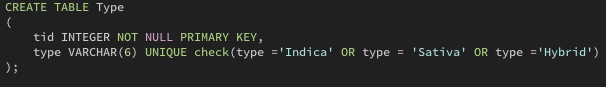 CREATE TABLE Type
(
    tid INTEGER NOT NULL PRIMARY KEY,
    type VARCHAR(6) UNIQUE check(type ='Indica' OR type = 'Sativa' OR type ='Hybrid')
);